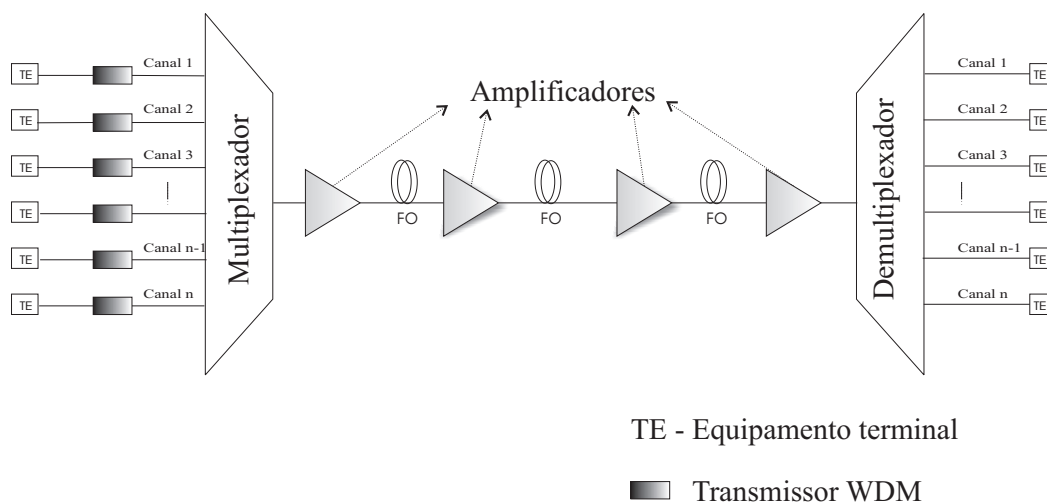 Canal 1
TE
Canal 2
TE
Canal 3
TE
TE
Canal n-1
TE
Canal n
TE
Multiplexador
Amplificadores
FO
FO
FO
Demultiplexador
Canal 1
TE
Canal 2
TE
Canal 3
TE
TE
Canal n-1
TE
Canal n
TE
TE - Equipamento terminal
Transmissor WDM